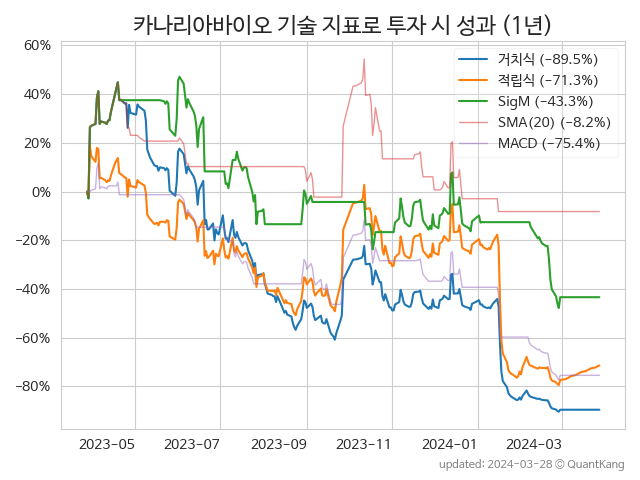 카나리아바이오 기술 지표로 투자 시 성과 (1년)
60%
40%
20%
0%
−20%
−40%
−60%
−80%
거치식 (−89.5%)
적립식 (−71.3%)
SigM (−43.3%)
SMA(20) (−8.2%)
MACD (−75.4%)
2023-05 2023-07 2023-09 2023-11 2024-01 2024-03
updated: 2024-03-28 © QuantKang